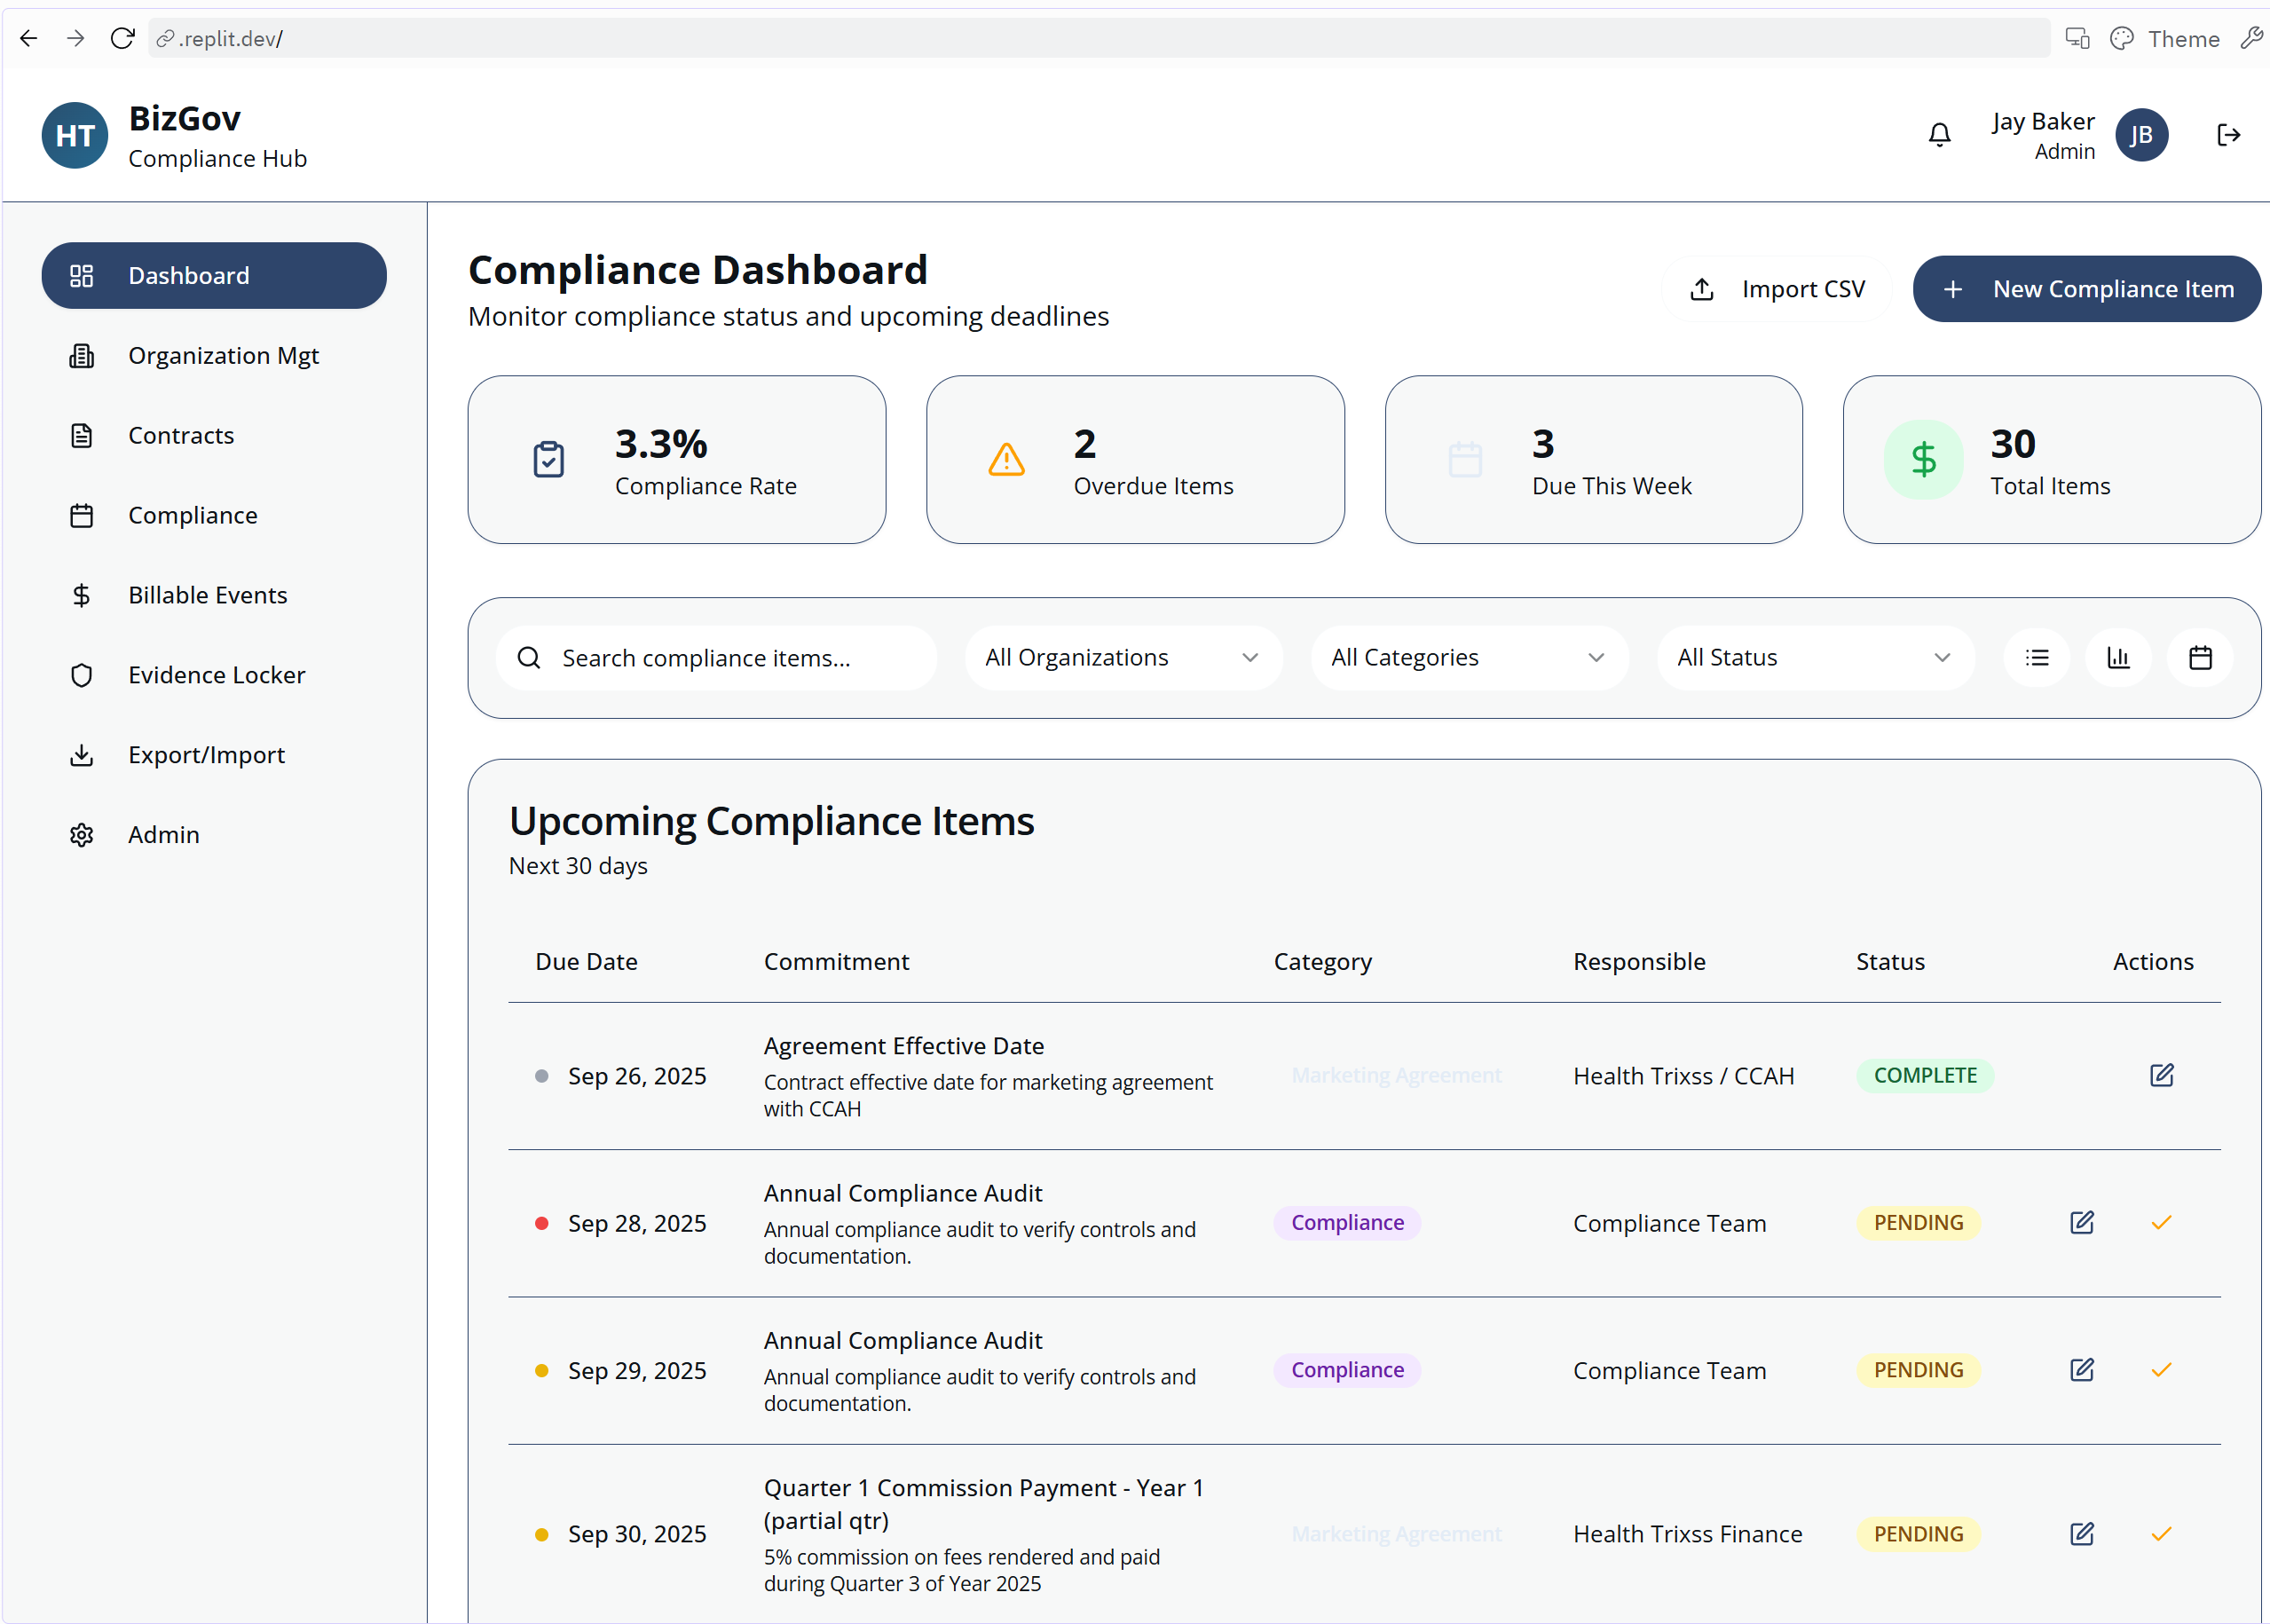 .replit.dev/
Theme
HT
BizGov
Compliance Hub
Jay Baker
Admin
JB
Dashboard
Organization Mgt
Contracts
Compliance
Billable Events
Evidence Locker
Export/Import
Admin
Compliance Dashboard
Monitor compliance status and upcoming deadlines
Import CSV
New Compliance Item
3.3%
Compliance Rate
2
Overdue Items
3
Due This Week
30
Total Items
Search compliance items...
All Organizations
All Categories
All Status
Upcoming Compliance Items
Next 30 days
Due Date Commitment Category Responsible Status Actions
Agreement Effective Date
Sep 26, 2025
Contract effective date for marketing agreement
with CCAH
Marketing Agreement
Health Trixss / CCAH
COMPLETE
Annual Compliance Audit
Sep 28, 2025
Annual compliance audit to verify controls and
documentation.
Compliance
Compliance Team
PENDING
Annual Compliance Audit
Sep 29, 2025
Annual compliance audit to verify controls and
documentation.
Compliance
Compliance Team
PENDING
Quarter 1 Commission Payment - Year 1
(partial qtr)
Sep 30, 2025
5% commission on fees rendered and paid
during Quarter 3 of Year 2025
Marketing Agreement
Health Trixss Finance
PENDING